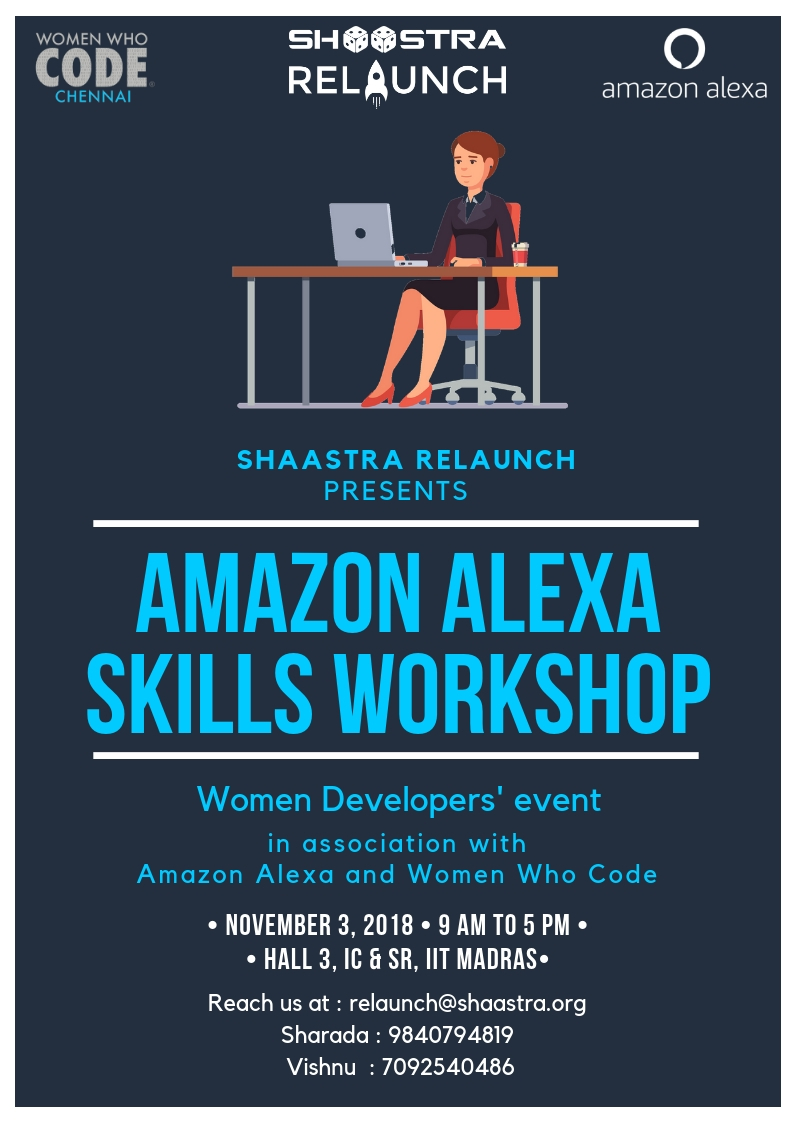 WOMEN WHO
CODE
CHENNAI
SHAASTRA
RELAUNCH
amazon alexa
SHAASTRA RELAUNCH
PRESENTS
AMAZON ALEXA
SKILLS WORKSHOP
Women Developers' event
in association with
Amazon Alexa and Women Who Code
• NOVEMBER 3, 2018 • 9 AM TO 5 PM •
• HALL 3, IC & SR, IIT MADRAS•
Reach us at : relaunch@shaastra.org
Sharada : 9840794819
Vishnu : 7092540486